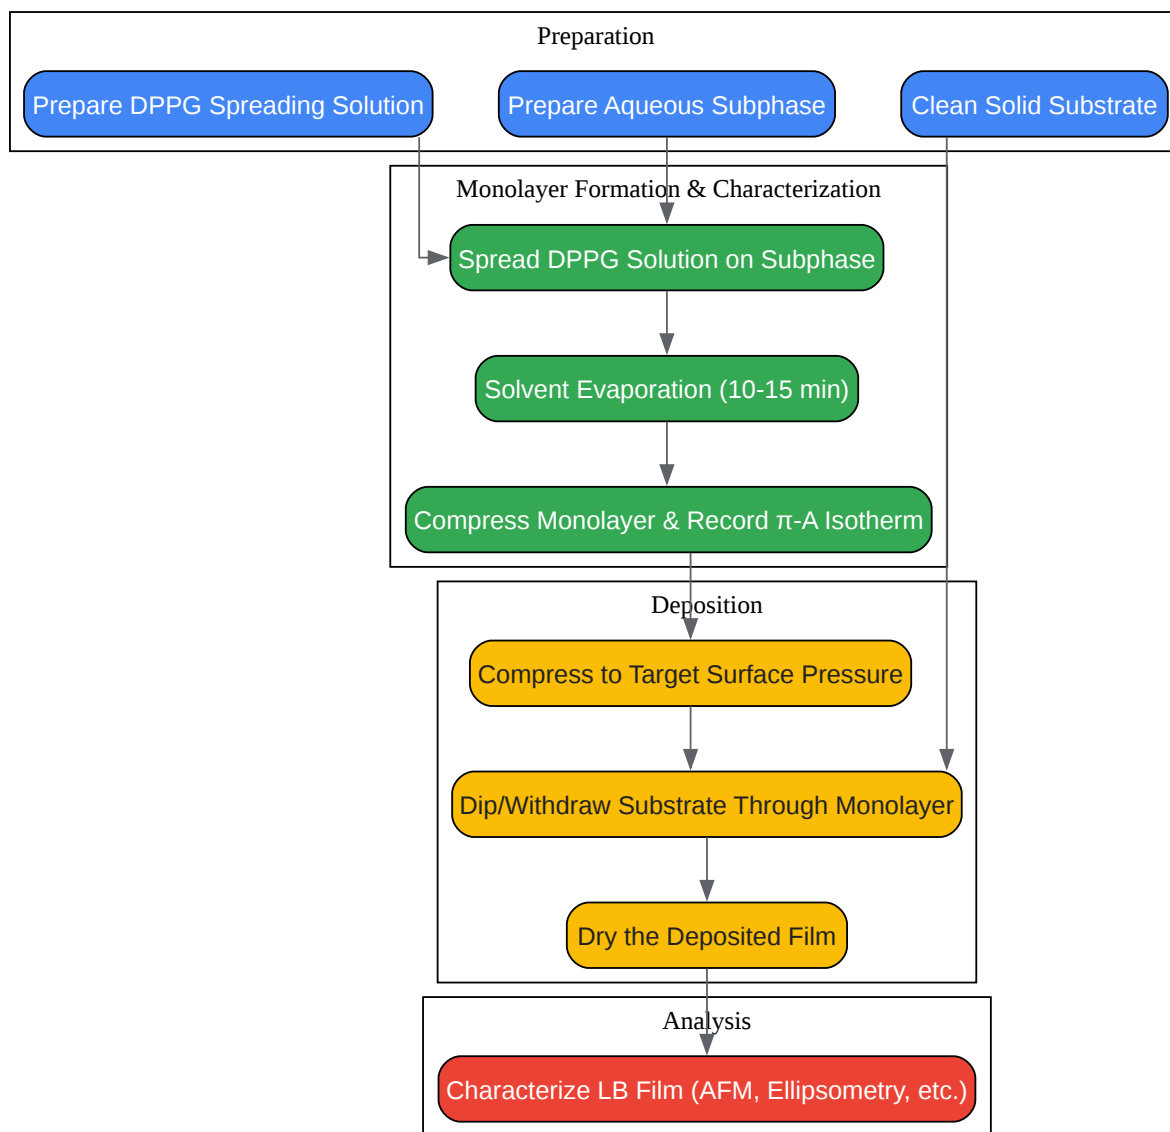 Preparation
Prepare DPPG Spreading Solution
Prepare Aqueous Subphase
Clean Solid Substrate
Monolayer Formation & Characterization
Spread DPPG Solution on Subphase
Solvent Evaporation (10-15 min)
Compress Monolayer & Record π-A Isotherm
Deposition
Compress to Target Surface Pressure
Dip/Withdraw Substrate Through Monolayer
Dry the Deposited Film
Analysis
Characterize LB Film (AFM, Ellipsometry, etc.)